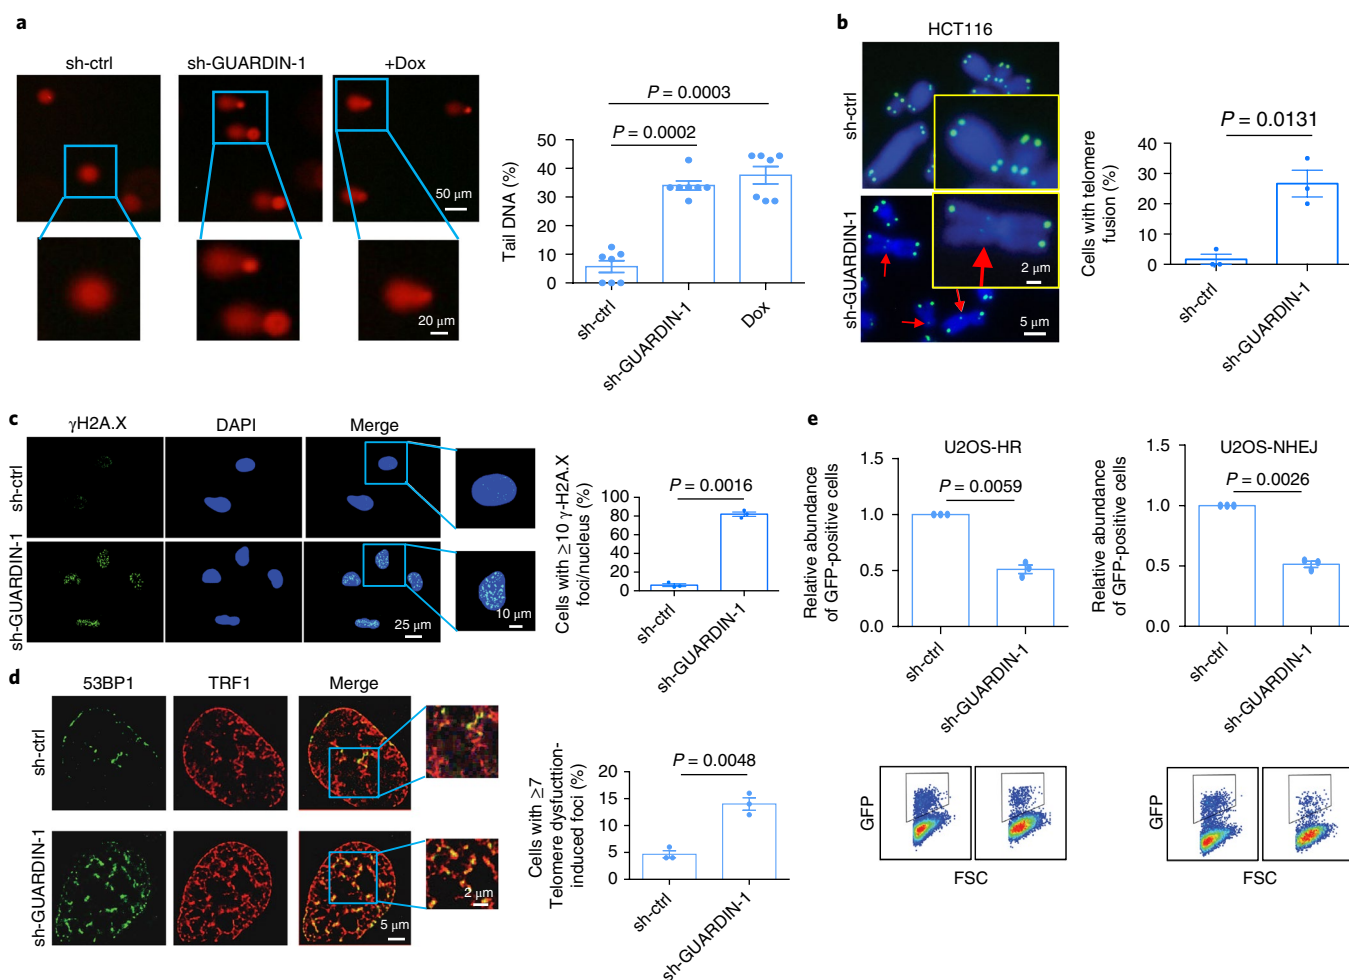 a
sh-ctrl
sh-GUARDIN-1
+Dox
50 μm
20 μm
P = 0.0003
P = 0.0002
Tail DNA (%)
50
40
30
20
10
0
sh-ctrl
sh-GUARDIN-1
Dox
b
HCT116
sh-ctrl
sh-GUARDIN-1
2 μm
5 μm
P = 0.0131
Cells with telomere
fusion (%)
40
30
20
10
0
sh-ctrl
sh-GUARDIN-1
c
γH2A.X
DAPI
Merge
sh-ctrl
sh-GUARDIN-1
25 μm
10 μm
P = 0.0016
Cells with ≥10 γ-H2A.X
foci/nucleus (%)
100
80
60
40
20
0
sh-ctrl
sh-GUARDIN-1
d
53BP1
TRF1
Merge
sh-ctrl
sh-GUARDIN-1
5 μm
2 μm
P = 0.0048
Cells with ≥7
Telomere dysfucttion-
induced foci (%)
20
15
10
5
0
sh-ctrl
sh-GUARDIN-1
e
U2OS-HR
P = 0.0059
Relative abundance
of GFP-positive cells
1.5
1.0
0.5
0.0
sh-ctrl
sh-GUARDIN-1
U2OS-NHEJ
P = 0.0026
Relative abundance
of GFP-positive cells
1.5
1.0
0.5
0.0
sh-ctrl
sh-GUARDIN-1
GFP
FSC
GFP
FSC